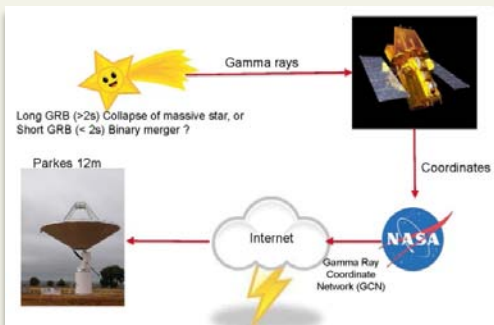 Gamma rays
Long GRB (>2s) Collapse of massive star, or
Short GRB (< 2s) Binary merger ?
Coordinates
Parkes 12m
Internet
NASA
Gamma Ray
Coordinate
Network (GCN)